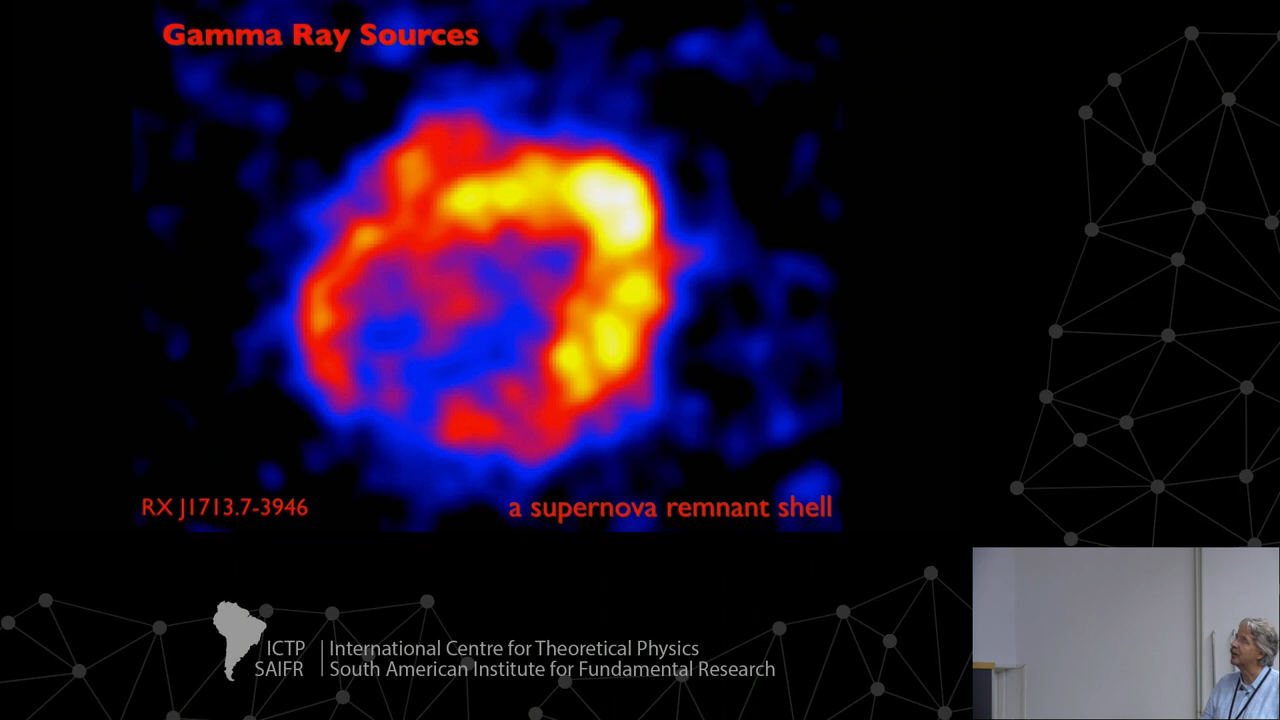 Gamma Ray Sources
RX J1713.7-3946
a supernova remnant shell
ICTP
SAIFR
International Centre for Theoretical Physics
South American Institute for Fundamental Research